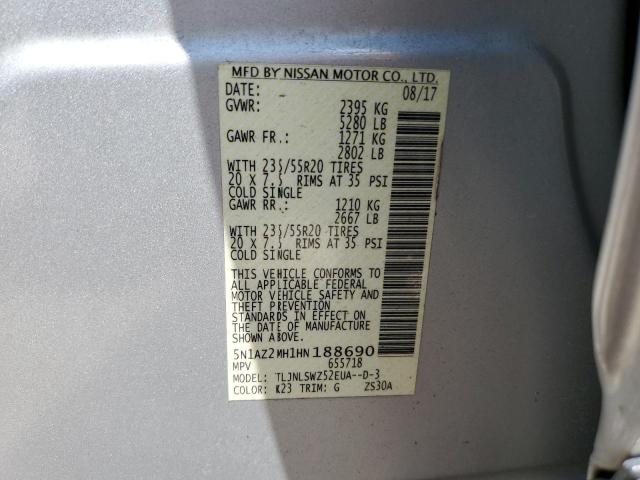 MFD BY NISSAN MOTOR CO., LTD.
DATE: 08/17
GVWR: 2395 KG
5280 LB
GAWR FR.: 1271 KG
2802 LB
WITH 235/55R20 TIRES
20 X 7.5 RIMS AT 35 PSI
COLD SINGLE
GAWR RR.: 1210 KG
2667 LB
WITH 235/55R20 TIRES
20 X 7.5 RIMS AT 35 PSI
COLD SINGLE
THIS VEHICLE CONFORMS TO
ALL APPLICABLE FEDERAL
MOTOR VEHICLE SAFETY AND
THEFT PREVENTION
STANDARDS IN EFFECT ON
THE DATE OF MANUFACTURE
SHOWN ABOVE.
5N1AZ2MH1HN188690
MPV 655718
MODEL: TLJNLSWZ52EUA--D-3
COLOR: K23 TRIM: G ZS30A